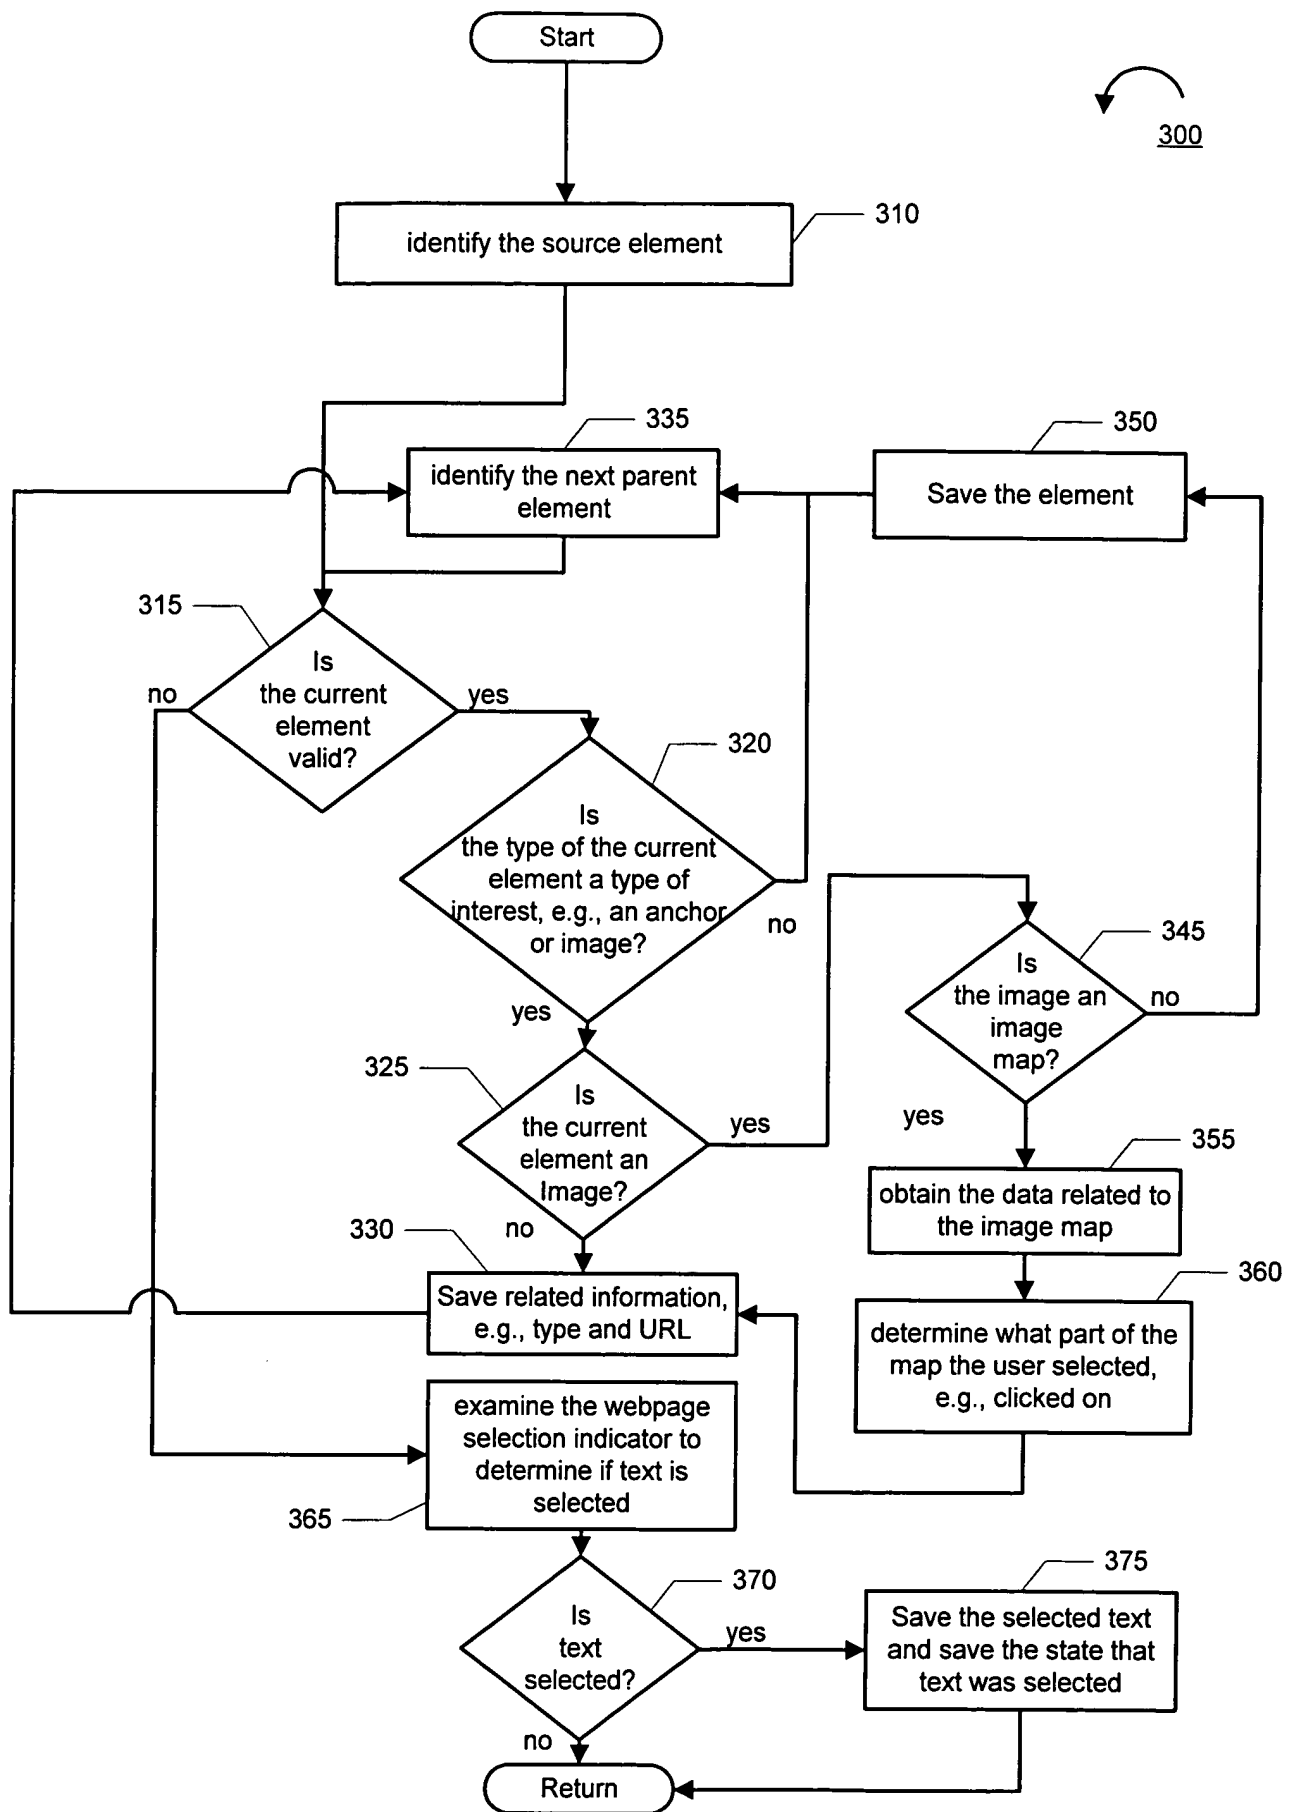 Start
300
310
identify the source element
335
350
identify the next parent
element
Save the element
315
Is
the current
element
valid?
no
yes
320
Is
the type of the current
element a type of
interest, e.g., an anchor
or image?
no
yes
345
Is
the image an
image
map?
no
yes
325
Is
the current
element an
Image?
yes
no
355
obtain the data related to
the image map
330
Save related information,
e.g., type and URL
360
determine what part of the
map the user selected,
e.g., clicked on
examine the webpage
selection indicator to
determine if text is
selected
365
370
Is
text
selected?
yes
no
375
Save the selected text
and save the state that
text was selected
Return